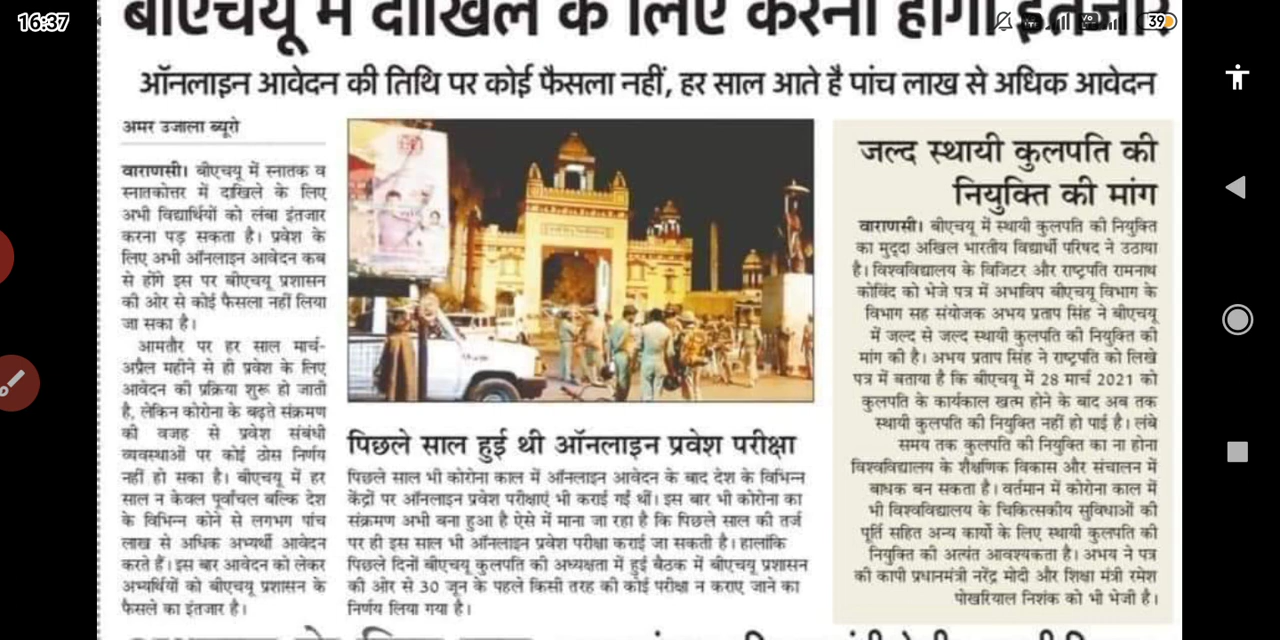 16:37
39
बीएचयू में दाखिले के लिए करना होगा इंतजार
ऑनलाइन आवेदन की तिथि पर कोई फैसला नहीं, हर साल आते है पांच लाख से अधिक आवेदन
अमर उजाला ब्यूरो
वाराणसी। बीएचयू में स्नातक व
स्नातकोत्तर में दाखिले के लिए
अभी विद्यार्थियों को लंबा इंतजार
करना पड़ सकता है। प्रवेश के
लिए अभी ऑनलाइन आवेदन कब
से होंगे इस पर बीएचयू प्रशासन
की ओर से कोई फैसला नहीं लिया
जा सका है।
आमतौर पर हर साल मार्च-
अप्रैल महीने से ही प्रवेश के लिए
आवेदन की प्रक्रिया शुरू हो जाती
है, लेकिन कोरोना के बढ़ते संक्रमण
की वजह से प्रवेश संबंधी
व्यवस्थाओं पर कोई ठोस निर्णय
नहीं हो सका है। बीएचयू में हर
साल न केवल पूर्वांचल बल्कि देश
के विभिन्न कोने से लगभग पांच
लाख से अधिक अभ्यर्थी आवेदन
करते हैं। इस बार आवेदन को लेकर
अभ्यर्थियों को बीएचयू प्रशासन के
फैसले का इंतजार है।
पिछले साल हुई थी ऑनलाइन प्रवेश परीक्षा
पिछले साल भी कोरोना काल में ऑनलाइन आवेदन के बाद देश के विभिन्न
केंद्रों पर ऑनलाइन प्रवेश परीक्षाएं भी कराई गई थीं। इस बार भी कोरोना का
संक्रमण अभी बना हुआ है ऐसे में माना जा रहा है कि पिछले साल की तर्ज
पर ही इस साल भी ऑनलाइन प्रवेश परीक्षा कराई जा सकती है। हालांकि
पिछले दिनों बीएचयू कुलपति की अध्यक्षता में हुई बैठक में बीएचयू प्रशासन
की ओर से 30 जून के पहले किसी तरह की कोई परीक्षा न कराए जाने का
निर्णय लिया गया है।
जल्द स्थायी कुलपति की
नियुक्ति की मांग
वाराणसी। बीएचयू में स्थायी कुलपति की नियुक्ति
का मुद्दा अखिल भारतीय विद्यार्थी परिषद ने उठाया
है। विश्वविद्यालय के विजिटर और राष्ट्रपति रामनाथ
कोविंद को भेजे पत्र में अभाविप बीएचयू विभाग के
विभाग सह संयोजक अभय प्रताप सिंह ने बीएचयू
में जल्द से जल्द स्थायी कुलपति की नियुक्ति की
मांग की है। अभय प्रताप सिंह ने राष्ट्रपति को लिखे
पत्र में बताया है कि बीएचयू में 28 मार्च 2021 को
कुलपति के कार्यकाल खत्म होने के बाद अब तक
स्थायी कुलपति की नियुक्ति नहीं हो पाई है। लंबे
समय तक कुलपति की नियुक्ति का ना होना
विश्वविद्यालय के शैक्षणिक विकास और संचालन में
बाधक बन सकता है। वर्तमान में कोरोना काल में
भी विश्वविद्यालय के चिकित्सकीय सुविधाओं की
पूर्ति सहित अन्य कार्यों के लिए स्थायी कुलपति की
नियुक्ति की अत्यंत आवश्यकता है। अभय ने पत्र
की कापी प्रधानमंत्री नरेंद्र मोदी और शिक्षा मंत्री रमेश
पोखरियाल निशंक को भी भेजी है।